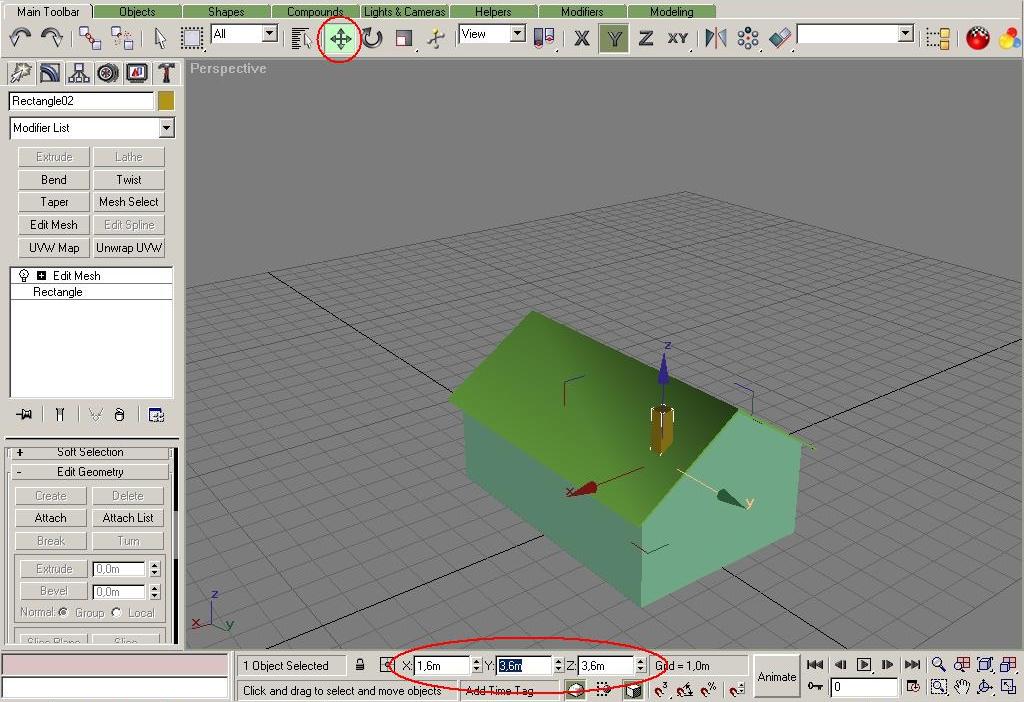 Main Toolbar Objects Shapes Compounds Lights & Cameras Helpers Modifiers Modeling
All View X Y Z XY
Perspective
Rectangle02
Modifier List
Extrude Lathe
Bend Twist
Taper Mesh Select
Edit Mesh Edit Spline
UVW Map Unwrap UVW
Edit Mesh
Rectangle
z
x
y
+ Soft Selection
- Edit Geometry
Create Delete
Attach Attach List
Break Turn
Extrude 0,0m
Bevel 0,0m
Normal: Group Local
Slice Plane Slice
z
x
y
1 Object Selected X: 1,6m Y: 3,6m Z: 3,6m Grid = 1,0m
Animate
Click and drag to select and move objects Add Time Tag 3 % 0